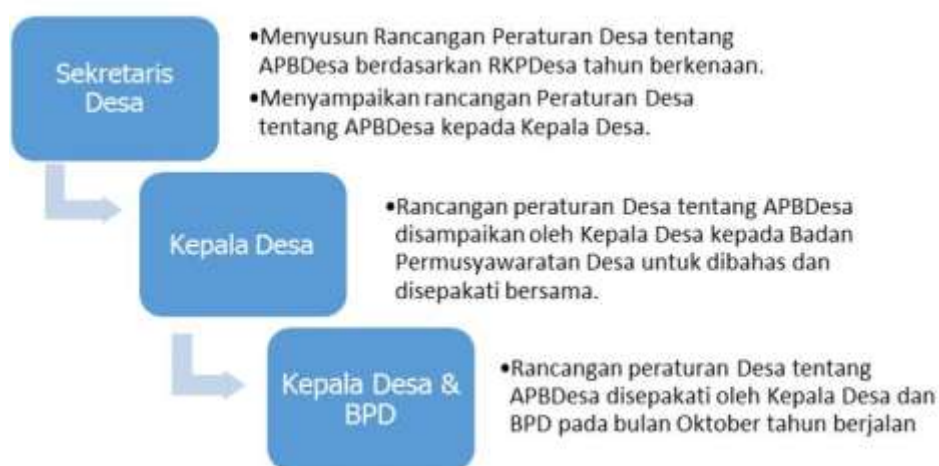 Sekretaris
Desa
•Menyusun Rancangan Peraturan Desa tentang
APBDesa berdasarkan RKPDesa tahun berkenaan.
•Menyampaikan rancangan Peraturan Desa
tentang APBDesa kepada Kepala Desa.
Kepala Desa
•Rancangan peraturan Desa tentang APBDesa
disampaikan oleh Kepala Desa kepada Badan
Permusyawaratan Desa untuk dibahas dan
disepakati bersama.
Kepala Desa &
BPD
•Rancangan peraturan Desa tentang
APBDesa disepakati oleh Kepala Desa dan
BPD pada bulan Oktober tahun berjalan